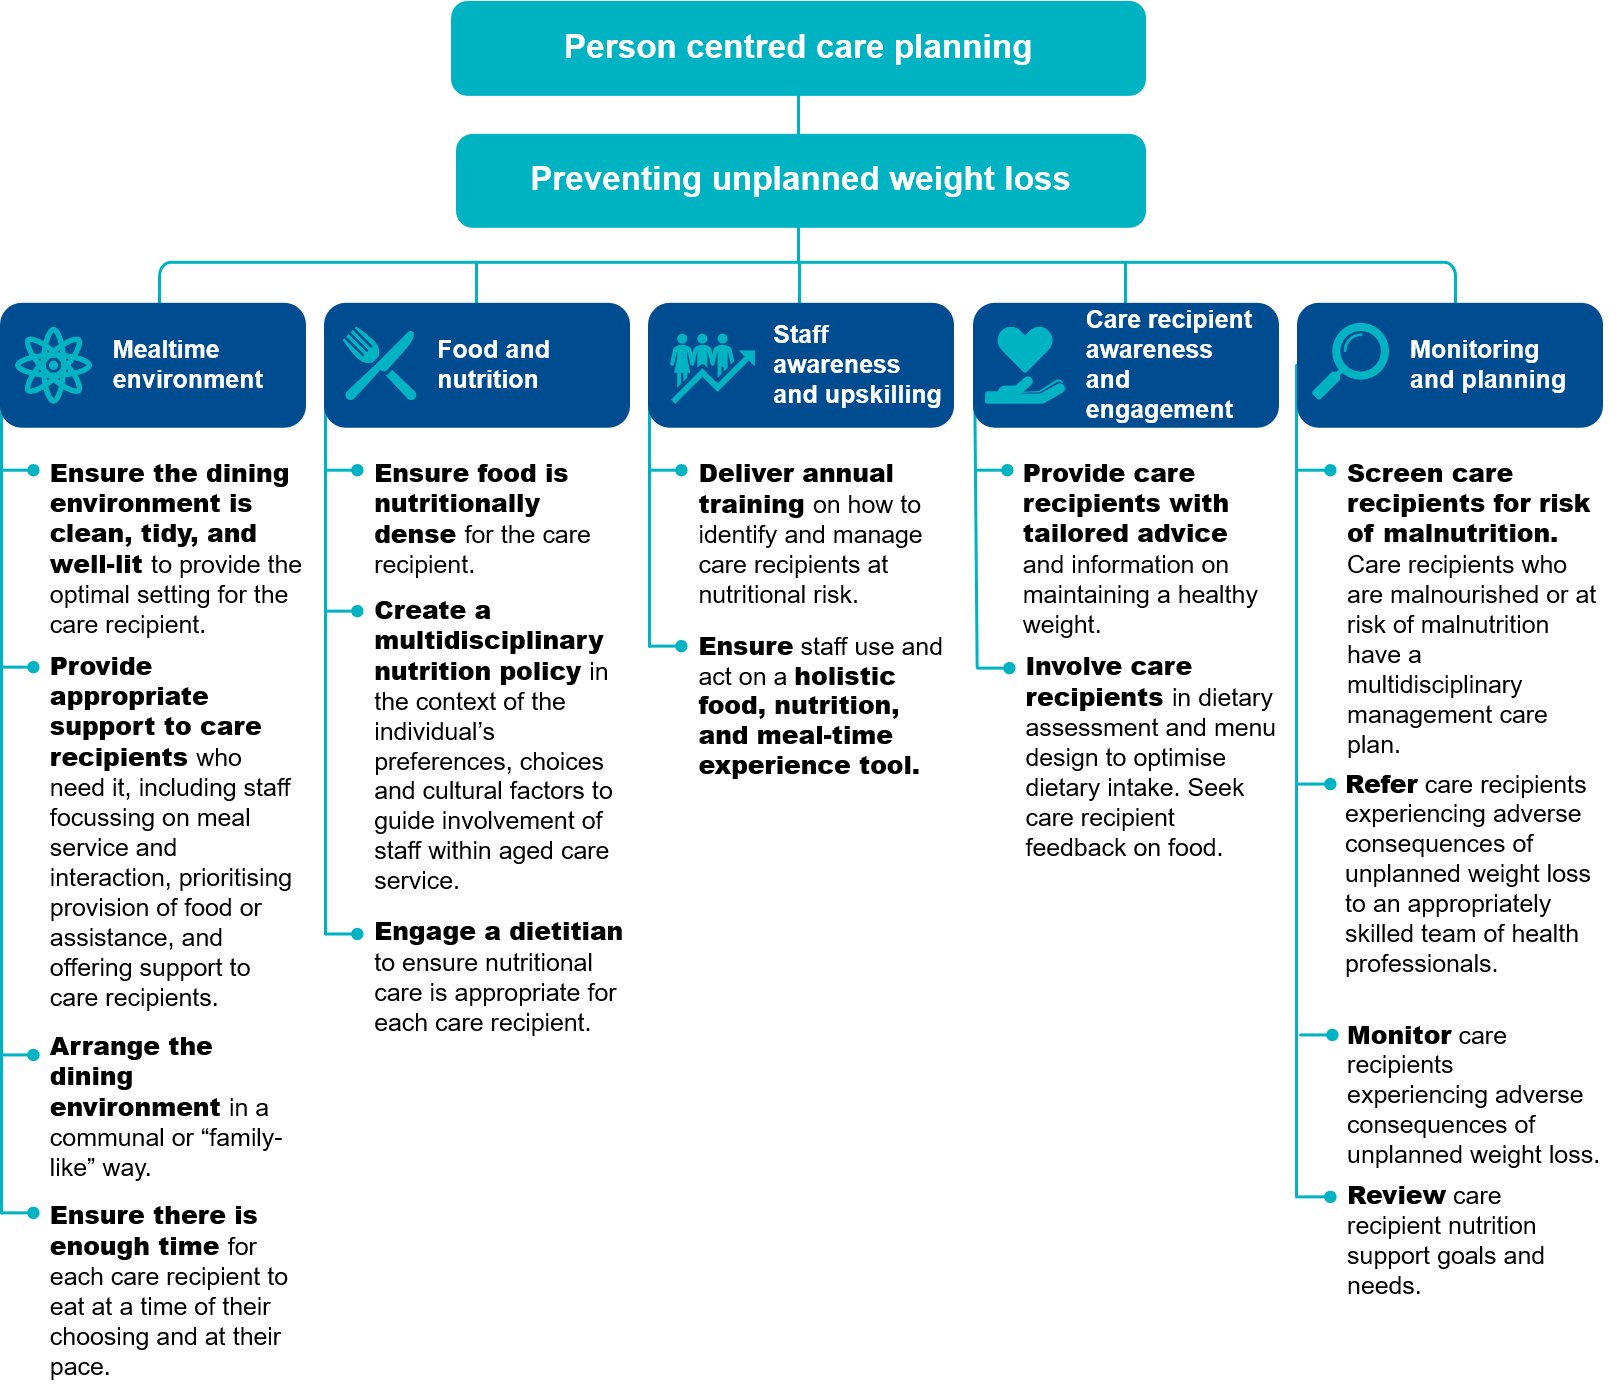 Person centred care planning
Preventing unplanned weight loss
Mealtime
environment
Ensure the dining
environment is
clean, tidy, and
well-lit to provide the
optimal setting for the
care recipient.
Provide
appropriate
support to care
recipients who
need it, including staff
focussing on meal
service and
interaction, prioritising
provision of food or
assistance, and
offering support to
care recipients.
Arrange the
dining
environment in a
communal or “family-
like” way.
Ensure there is
enough time for
each care recipient to
eat at a time of their
choosing and at their
pace.
Food and
nutrition
Ensure food is
nutritionally
dense for the care
recipient.
Create a
multidisciplinary
nutrition policy in
the context of the
individual’s
preferences, choices
and cultural factors to
guide involvement of
staff within aged care
service.
Engage a dietitian
to ensure nutritional
care is appropriate for
each care recipient.
Staff
awareness
and upskilling
Deliver annual
training on how to
identify and manage
care recipients at
nutritional risk.
Ensure staff use and
act on a holistic
food, nutrition,
and meal-time
experience tool.
Care recipient
awareness
and
engagement
Provide care
recipients with
tailored advice
and information on
maintaining a healthy
weight.
Involve care
recipients in dietary
assessment and menu
design to optimise
dietary intake. Seek
care recipient
feedback on food.
Monitoring
and planning
Screen care
recipients for risk
of malnutrition.
Care recipients who
are malnourished or at
risk of malnutrition
have a
multidisciplinary
management care
plan.
Refer care recipients
experiencing adverse
consequences of
unplanned weight loss
to an appropriately
skilled team of health
professionals.
Monitor care
recipients
experiencing adverse
consequences of
unplanned weight loss.
Review care
recipient nutrition
support goals and
needs.